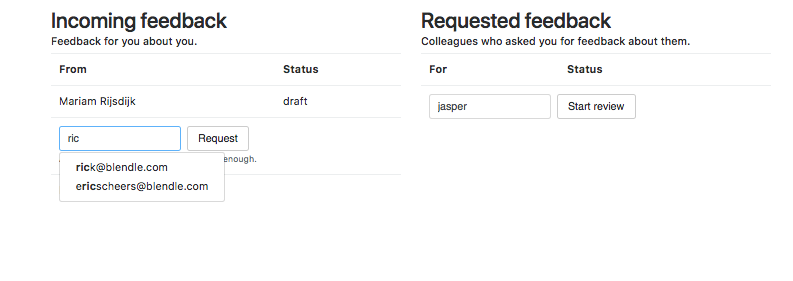 Incoming feedback
Feedback for you about you.
From Status
Mariam Rijsdijk draft
ric Request
enough.
rick@blendle.com
ericscheers@blendle.com
Requested feedback
Colleagues who asked you for feedback about them.
For Status
jasper Start review